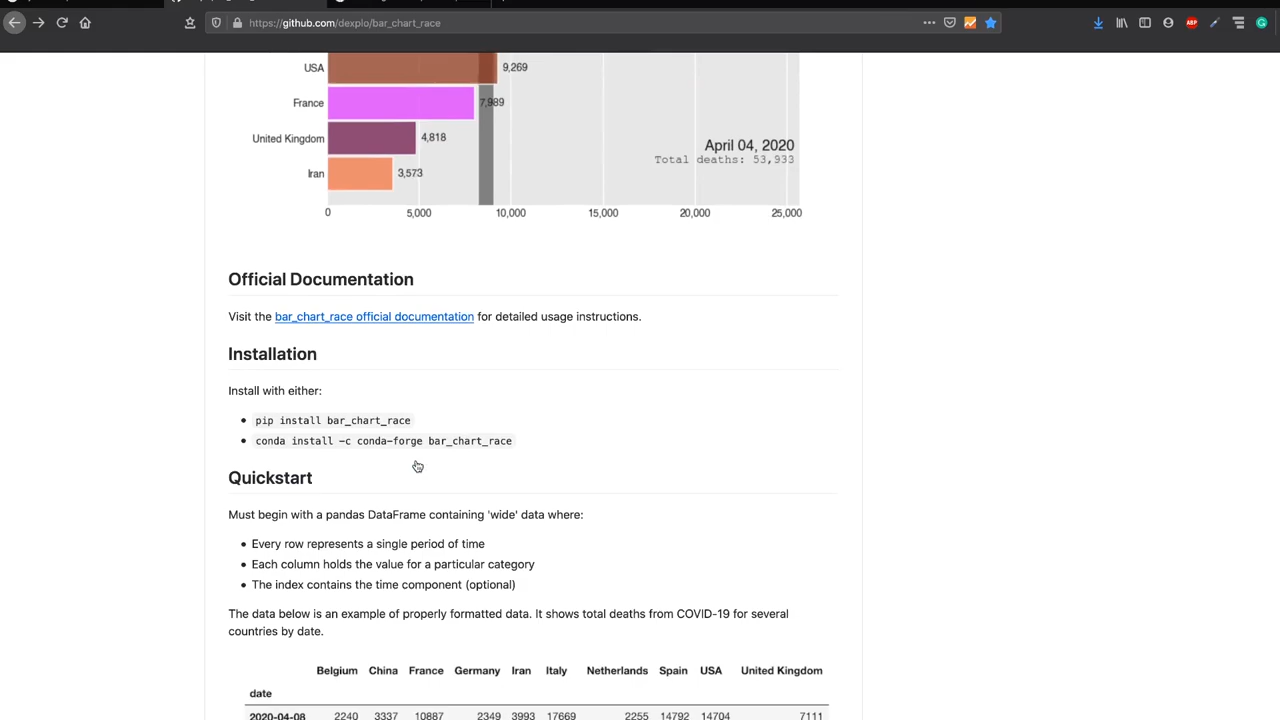 https://github.com/dexplo/bar_chart_race
USA 9,269
France 7,989
United Kingdom 4,818
April 04, 2020
Total deaths: 53,933
Iran 3,573
0 5,000 10,000 15,000 20,000 25,000
Official Documentation
Visit the bar_chart_race official documentation for detailed usage instructions.
Installation
Install with either:
• pip install bar_chart_race
• conda install -c conda-forge bar_chart_race
Quickstart
Must begin with a pandas DataFrame containing 'wide' data where:
• Every row represents a single period of time
• Each column holds the value for a particular category
• The index contains the time component (optional)
The data below is an example of properly formatted data. It shows total deaths from COVID-19 for several
countries by date.
Belgium China France Germany Iran Italy Netherlands Spain USA United Kingdom
date
2020-04-08 2240 3337 10887 2349 3993 17669 2255 14792 14704 7111